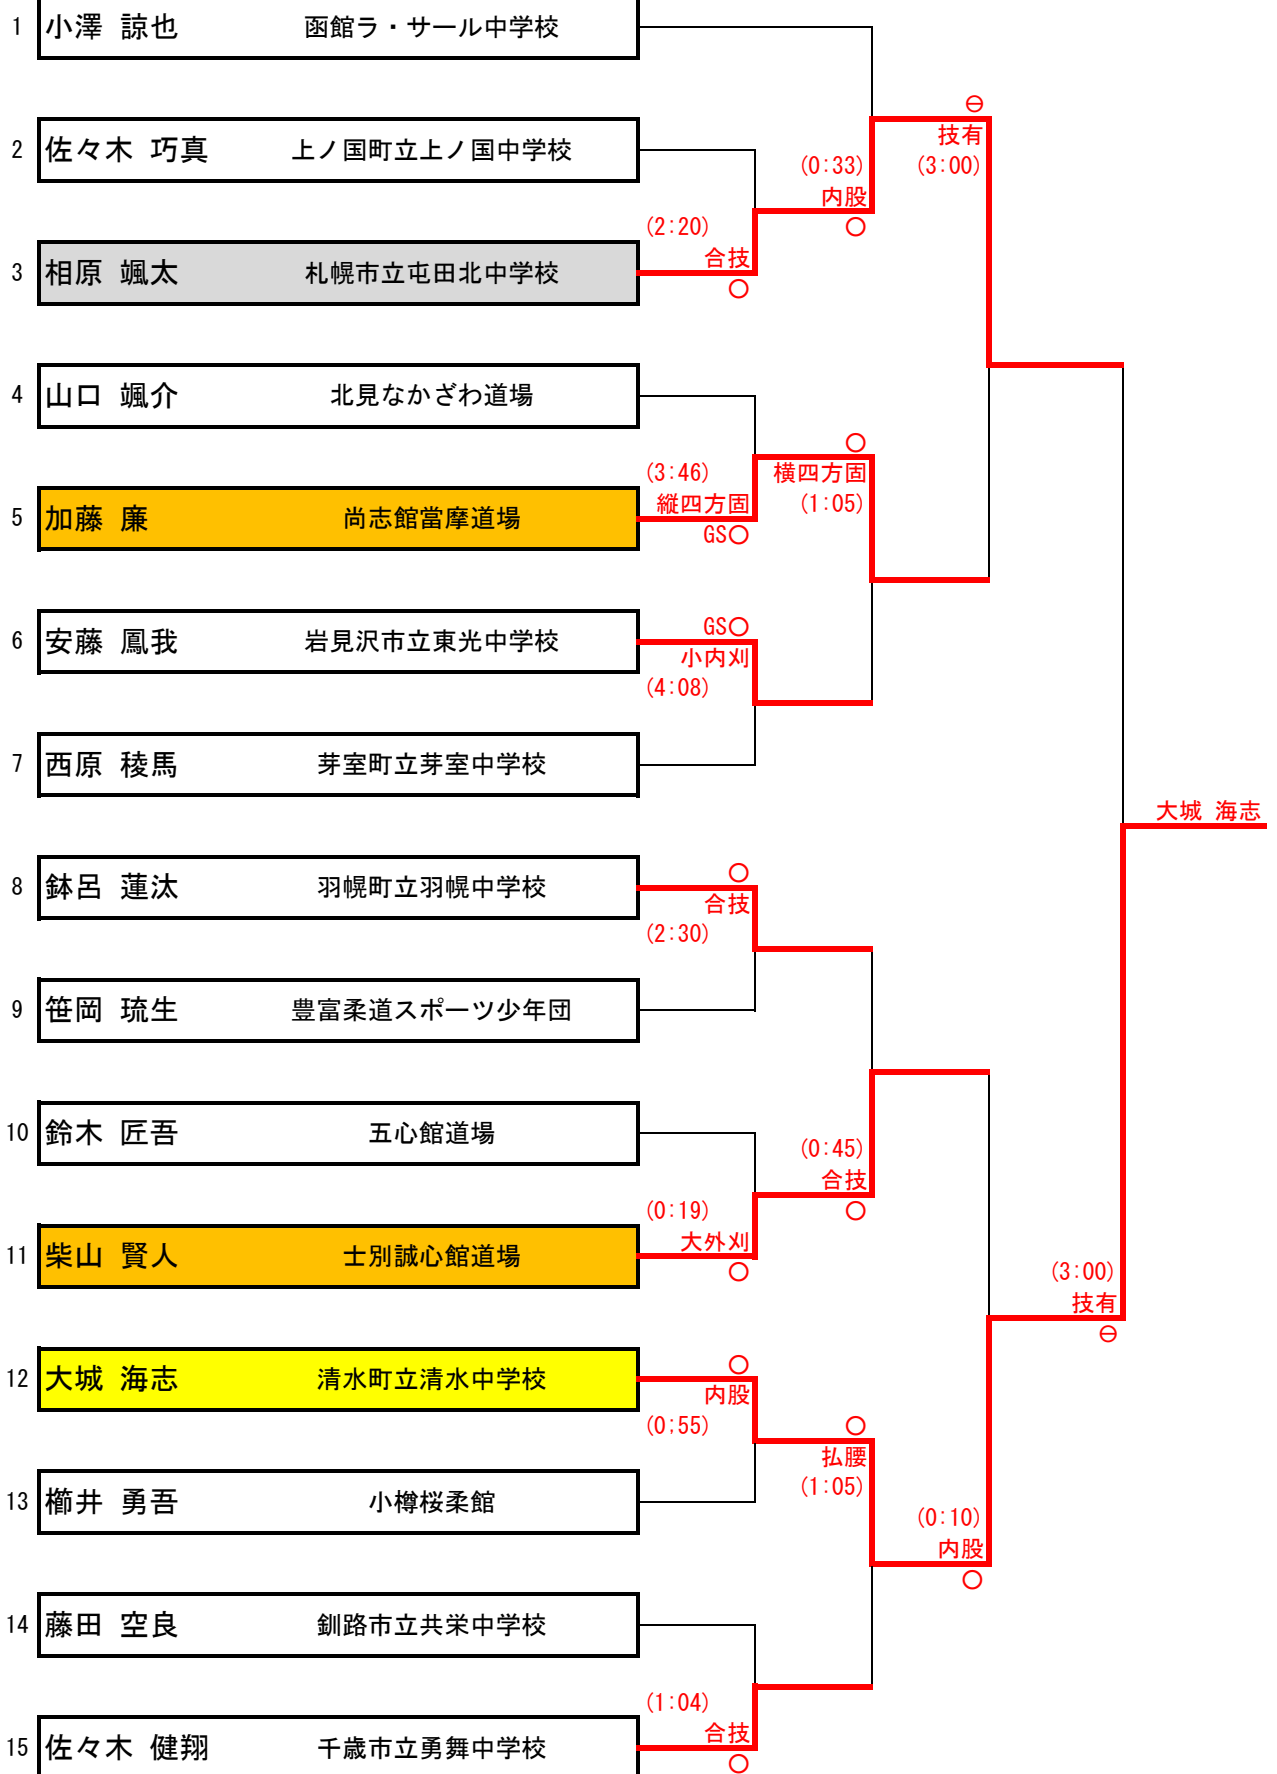 1 小澤 諒也 函館ラ・サール中学校
⊖
技有
(3:00)
2 佐々木 巧真 上ノ国町立上ノ国中学校
(0:33)
内股
○
(2:20)
合技
○
3 相原 颯太 札幌市立屯田北中学校
4 山口 颯介 北見なかざわ道場
○
横四方固
(1:05)
(3:46)
縦四方固
GS○
5 加藤 廉 尚志館當摩道場
6 安藤 鳳我 岩見沢市立東光中学校
GS○
小内刈
(4:08)
7 西原 稜馬 芽室町立芽室中学校
大城 海志
8 鉢呂 蓮汰 羽幌町立羽幌中学校
○
合技
(2:30)
9 笹岡 琉生 豊富柔道スポーツ少年団
10 鈴木 匠吾 五心館道場
(0:45)
合技
○
(0:19)
大外刈
○
11 柴山 賢人 士別誠心館道場
(3:00)
技有
⊖
12 大城 海志 清水町立清水中学校
○
内股
(0;55)
○
払腰
(1:05)
13 櫛井 勇吾 小樽桜柔館
(0:10)
内股
○
14 藤田 空良 釧路市立共栄中学校
(1:04)
合技
○
15 佐々木 健翔 千歳市立勇舞中学校